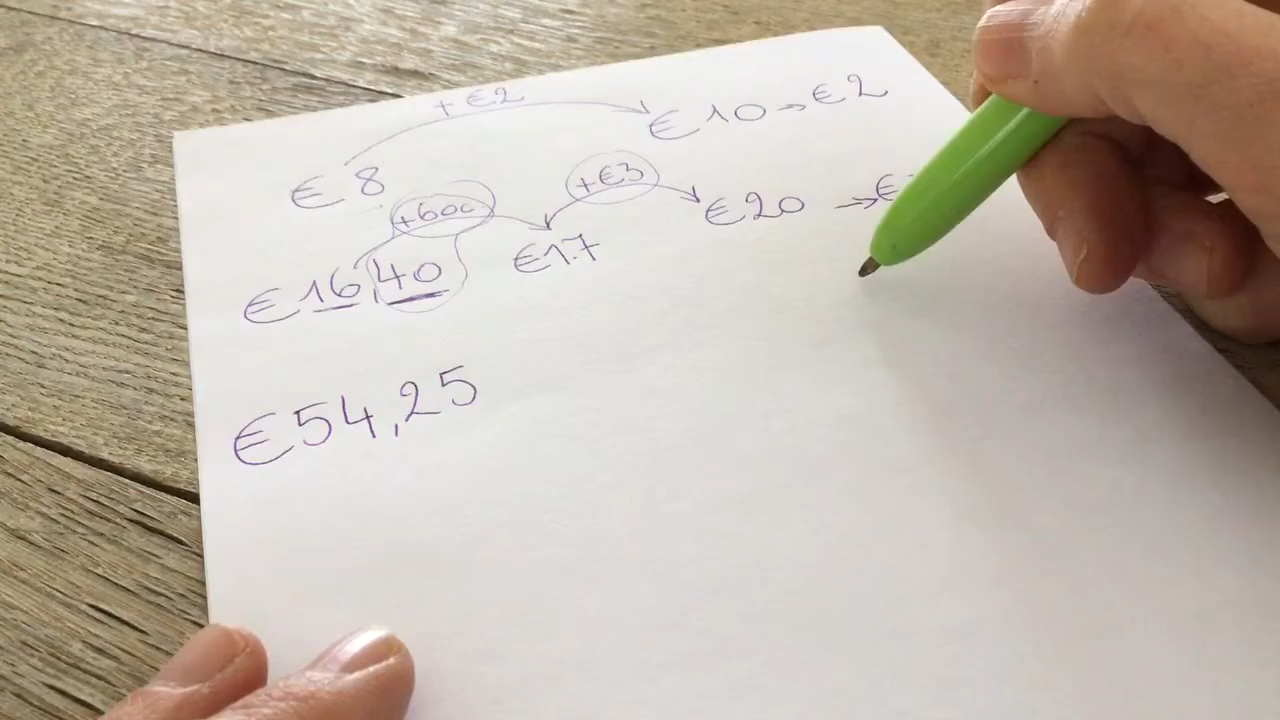 +€2
€8 €10→€2
+60c +€3
€16,40 €17 €20 →€
€54,25